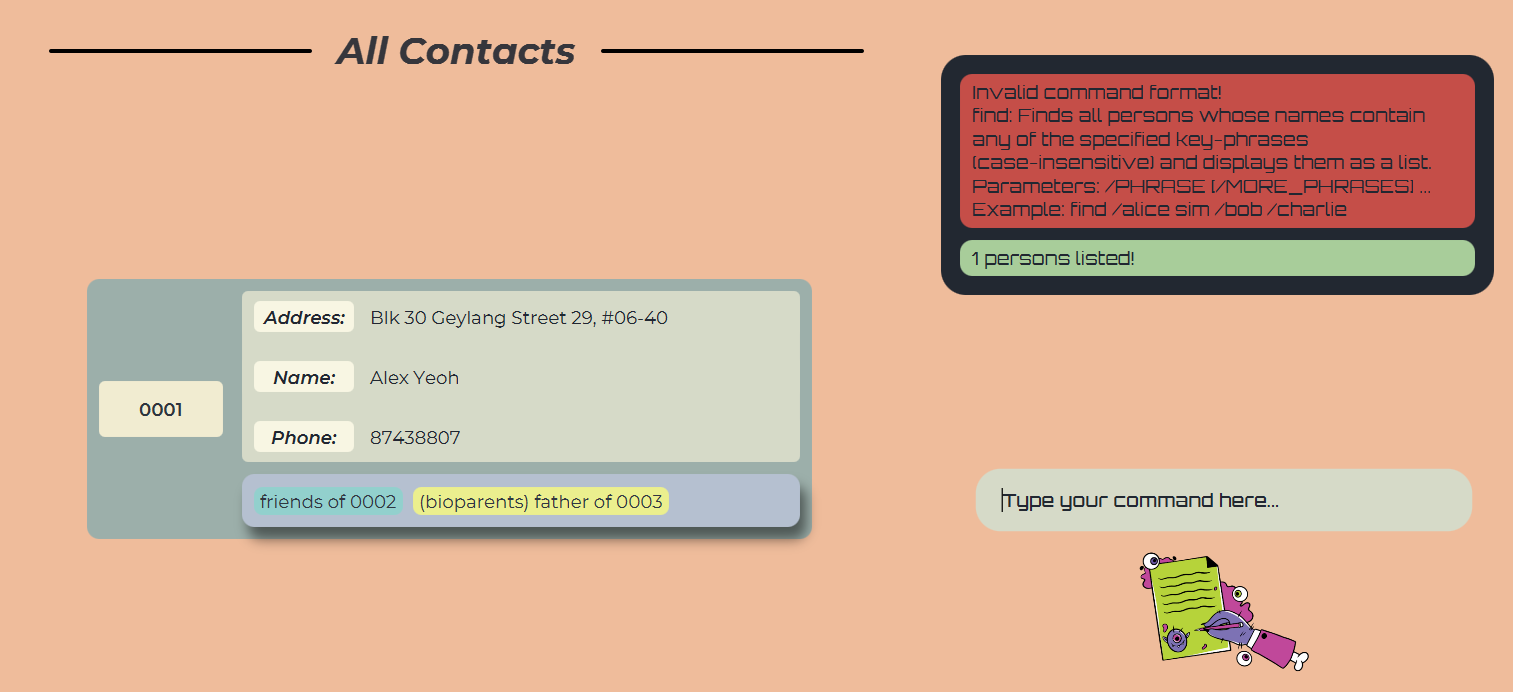 All Contacts
0001
Address: Blk 30 Geylang Street 29, #06-40
Name: Alex Yeoh
Phone: 87438807
friends of 0002 (bioparents) father of 0003
Invalid command format!
find: Finds all persons whose names contain
any of the specified key-phrases
(case-insensitive) and displays them as a list.
Parameters: /PHRASE [/MORE_PHRASES] ...
Example: find /alice sim /bob /charlie
1 persons listed!
Type your command here...